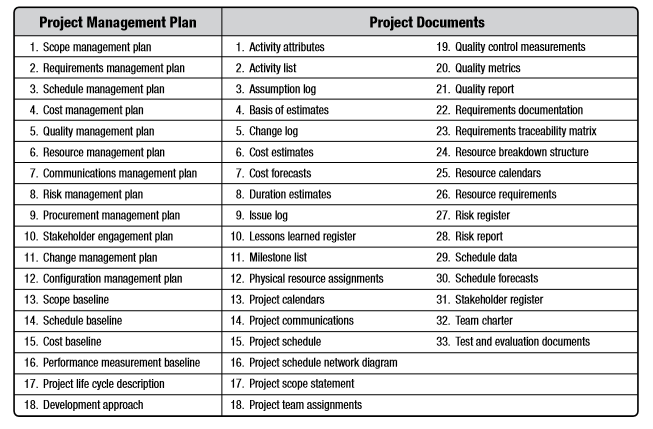 Project Management Plan
Project Documents
1. Scope management plan
2. Requirements management plan
3. Schedule management plan
4. Cost management plan
5. Quality management plan
6. Resource management plan
7. Communications management plan
8. Risk management plan
9. Procurement management plan
10. Stakeholder engagement plan
11. Change management plan
12. Configuration management plan
13. Scope baseline
14. Schedule baseline
15. Cost baseline
16. Performance measurement baseline
17. Project life cycle description
18. Development approach
1. Activity attributes
2. Activity list
3. Assumption log
4. Basis of estimates
5. Change log
6. Cost estimates
7. Cost forecasts
8. Duration estimates
9. Issue log
10. Lessons learned register
11. Milestone list
12. Physical resource assignments
13. Project calendars
14. Project communications
15. Project schedule
16. Project schedule network diagram
17. Project scope statement
18. Project team assignments
19. Quality control measurements
20. Quality metrics
21. Quality report
22. Requirements documentation
23. Requirements traceability matrix
24. Resource breakdown structure
25. Resource calendars
26. Resource requirements
27. Risk register
28. Risk report
29. Schedule data
30. Schedule forecasts
31. Stakeholder register
32. Team charter
33. Test and evaluation documents